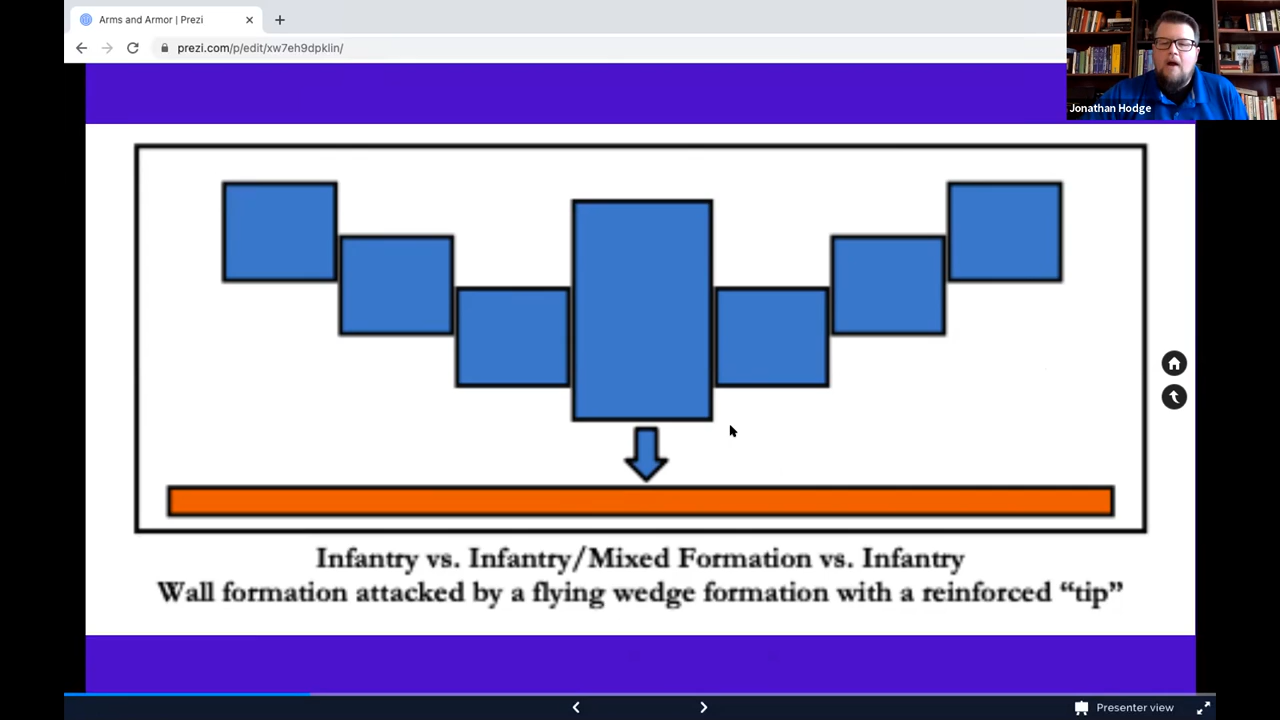 Arms and Armor | Prezi
prezi.com/p/edit/xw7eh9dpklin/
Jonathan Hodge
Infantry vs. Infantry/Mixed Formation vs. Infantry
Wall formation attacked by a flying wedge formation with a reinforced “tip”
Presenter view